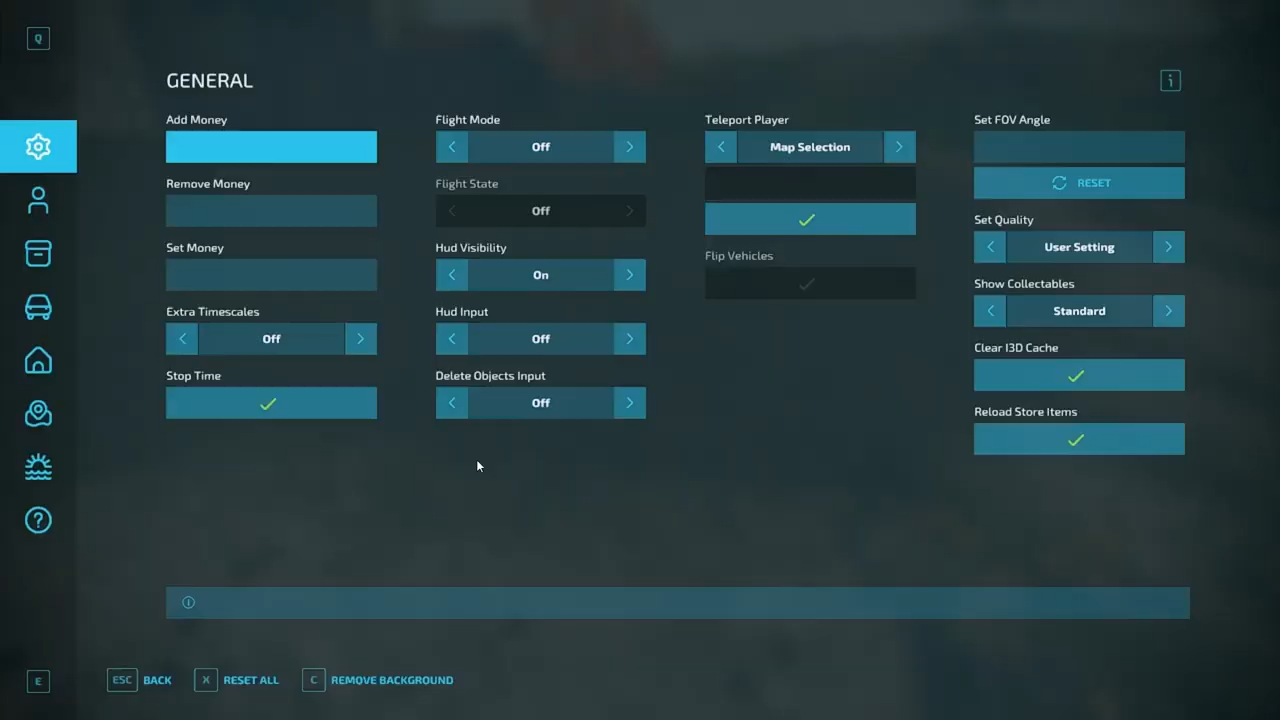 Q
GENERAL
i
Add Money
Remove Money
Set Money
Extra Timescales
Off
Stop Time
Flight Mode
Off
Flight State
Off
Hud Visibility
On
Hud Input
Off
Delete Objects Input
Off
Teleport Player
Map Selection
Flip Vehicles
Set FOV Angle
RESET
Set Quality
User Setting
Show Collectables
Standard
Clear I3D Cache
Reload Store Items
E
ESC BACK X RESET ALL C REMOVE BACKGROUND